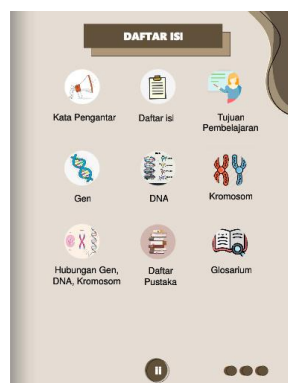 DAFTAR ISI
Kata Pengantar
Daftar isi
Tujuan
Pembelajaran
Gen
DNA
Kromosom
Hubungan Gen,
DNA, Kromosom
Daftar
Pustaka
Glosarium